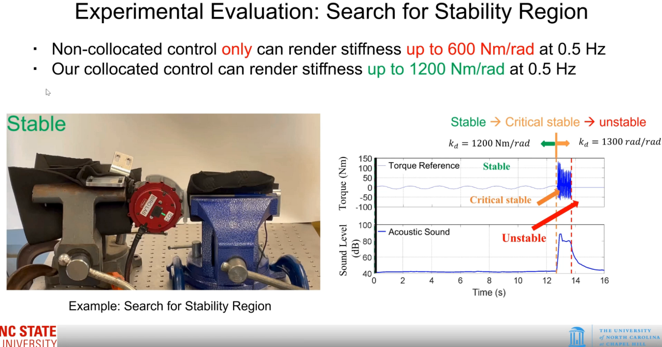 Experimental Evaluation: Search for Stability Region
· Non-collocated control only can render stiffness up to 600 Nm/rad at 0.5 Hz
· Our collocated control can render stiffness up to 1200 Nm/rad at 0.5 Hz
Stable
Example: Search for Stability Region
Stable → Critical stable → unstable
k_d = 1200 Nm/rad
k_d = 1300 rad/rad
Torque (Nm)
150
100
50
0
-50
-100
Torque Reference
Stable
Critical stable
Unstable
Sound Level (dB)
100
80
60
40
Acoustic Sound
0 2 4 6 8 10 12 14 16
Time (s)
NC STATE
UNIVERSITY
THE UNIVERSITY
of NORTH CAROLINA
at CHAPEL HILL